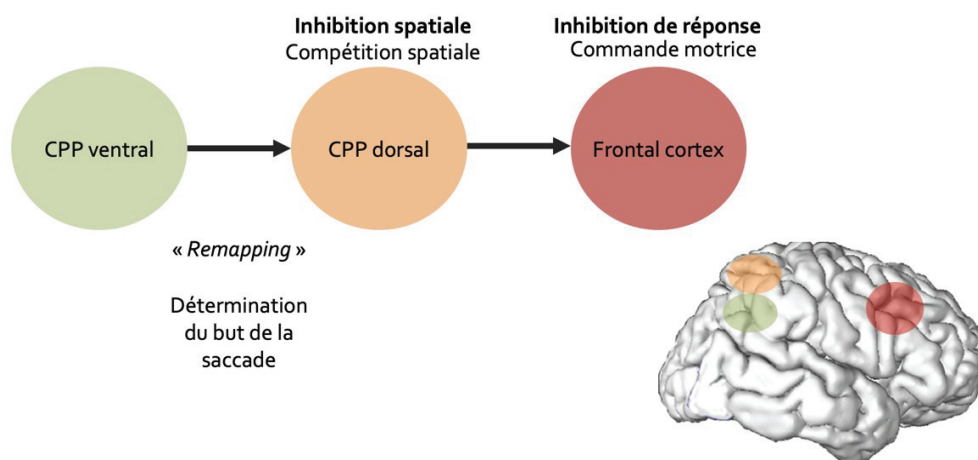 Inhibition spatiale
Compétition spatiale
Inhibition de réponse
Commande motrice
CPP ventral
CPP dorsal
Frontal cortex
« Remapping »
Détermination
du but de la
saccade